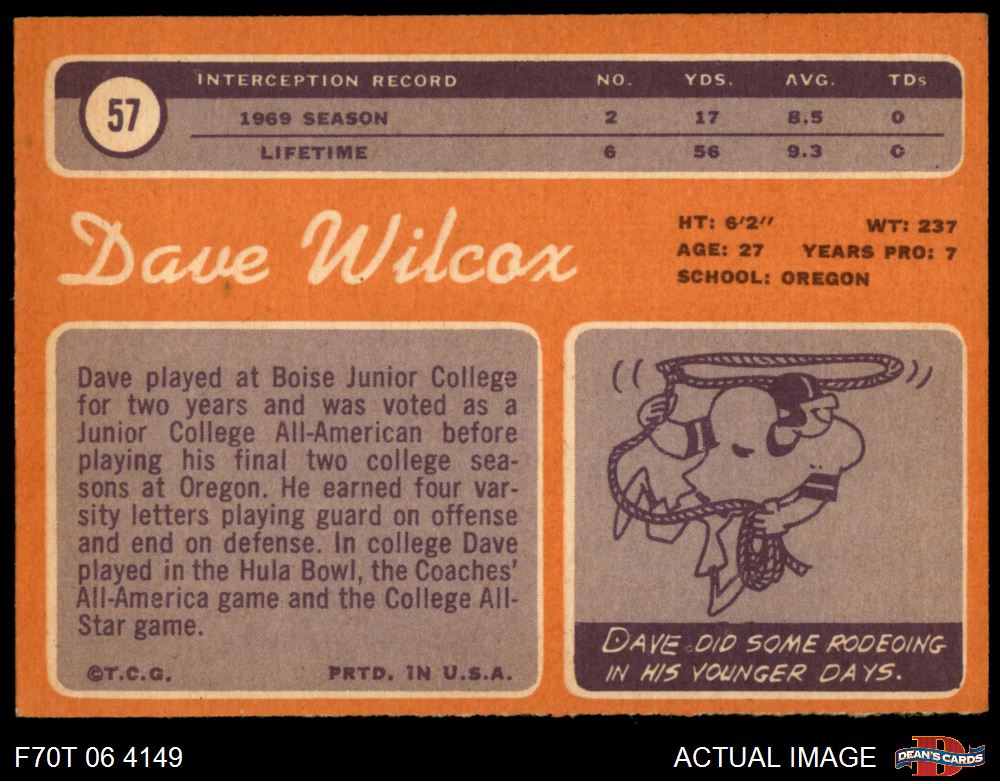 57
INTERCEPTION RECORD NO. YDS. AVG. TDs
1969 SEASON 2 17 8.5 0
LIFETIME 6 56 9.3 0
Dave Wilcox
HT: 6'2" WT: 237
AGE: 27 YEARS PRO: 7
SCHOOL: OREGON
Dave played at Boise Junior College
for two years and was voted as a
Junior College All-American before
playing his final two college sea-
sons at Oregon. He earned four var-
sity letters playing guard on offense
and end on defense. In college Dave
played in the Hula Bowl, the Coaches'
All-America game and the College All-
Star game.
©T.C.G. PRTD. IN U.S.A.
DAVE DID SOME RODEOING
IN HIS YOUNGER DAYS.
F70T 06 4149 ACTUAL IMAGE D DEAN'S CARDS